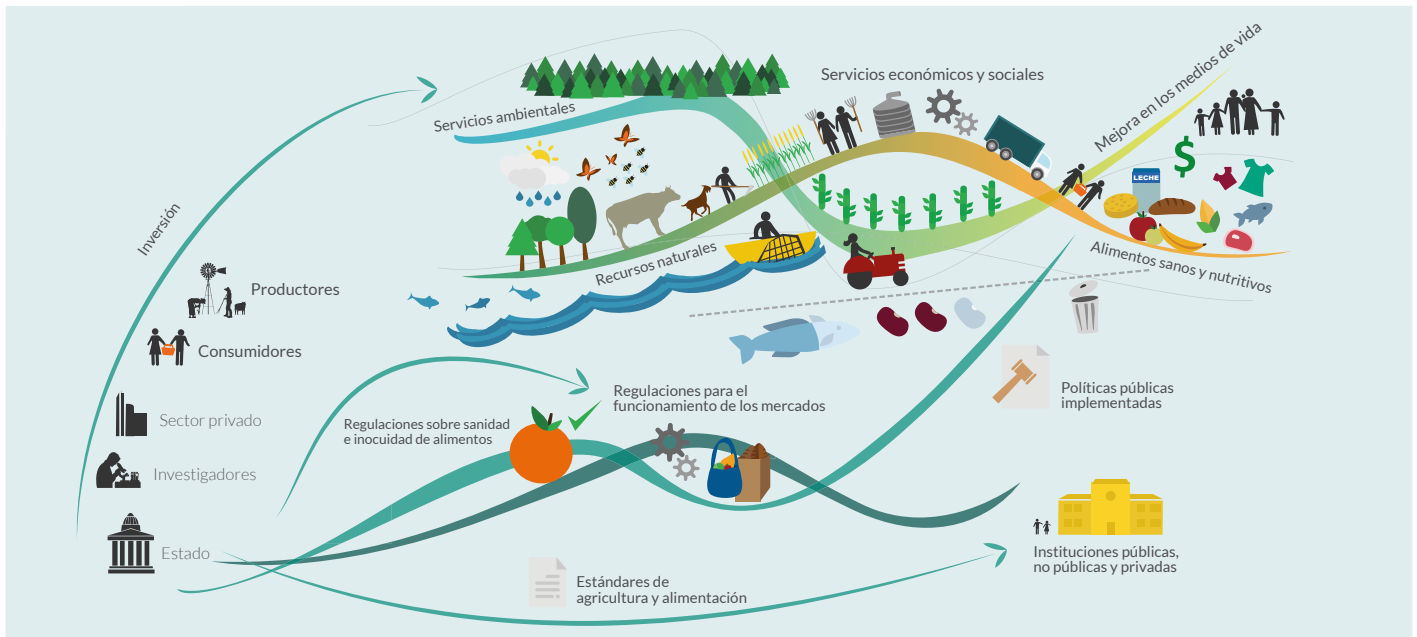 Servicios económicos y sociales
Mejora en los medios de vida
Servicios ambientales
LECHE
$
Inversión
Recursos naturales
Alimentos sanos y nutritivos
Productores
Consumidores
Sector privado
Investigadores
Estado
Regulaciones sobre sanidad
e inocuidad de alimentos
Regulaciones para el
funcionamiento de los mercados
Políticas públicas
implementadas
Instituciones públicas,
no públicas y privadas
Estándares de
agricultura y alimentación